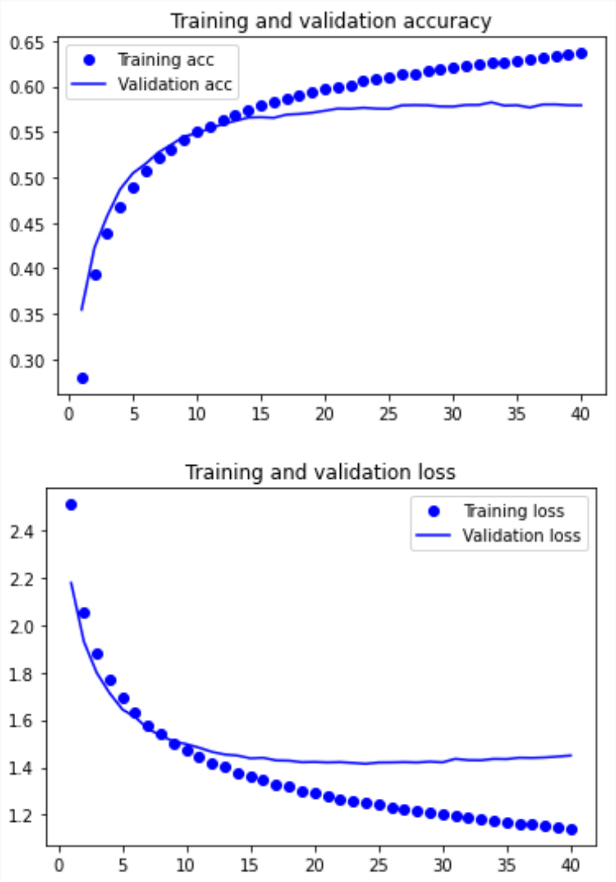 Training and validation accuracy
0.65
0.60
0.55
0.50
0.45
0.40
0.35
0.30
Training acc
Validation acc
0 5 10 15 20 25 30 35 40
Training and validation loss
2.4
2.2
2.0
1.8
1.6
1.4
1.2
Training loss
Validation loss
0 5 10 15 20 25 30 35 40